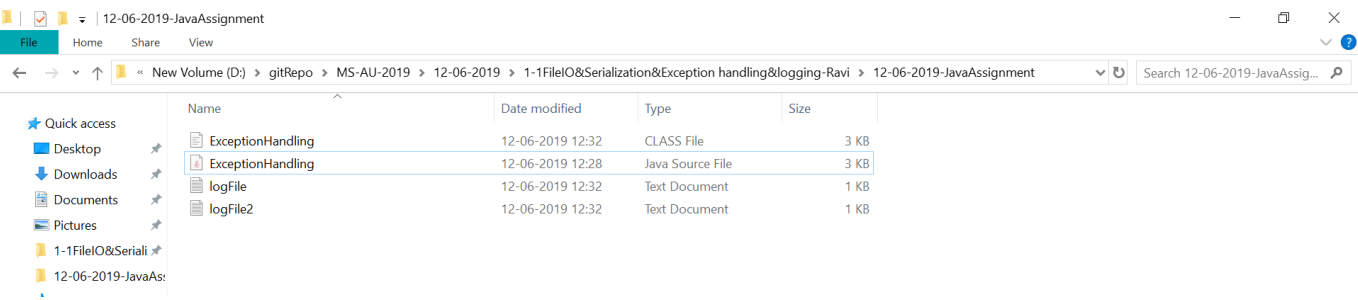 12-06-2019-JavaAssignment
File Home Share View
« New Volume (D:) > gitRepo > MS-AU-2019 > 12-06-2019 > 1-1FileIO&Serialization&Exception handling&logging-Ravi > 12-06-2019-JavaAssignment Search 12-06-2019-JavaAssig...
Name Date modified Type Size
Quick access
Desktop
Downloads
Documents
Pictures
1-1FileIO&Seriali
12-06-2019-JavaAs
ExceptionHandling 12-06-2019 12:32 CLASS File 3 KB
ExceptionHandling 12-06-2019 12:28 Java Source File 3 KB
logFile 12-06-2019 12:32 Text Document 1 KB
logFile2 12-06-2019 12:32 Text Document 1 KB